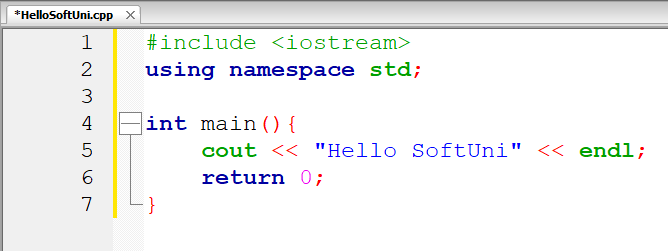 *HelloSoftUni.cpp
1 #include <iostream>
2 using namespace std;
3
4 int main(){
5 cout << "Hello SoftUni" << endl;
6 return 0;
7 }